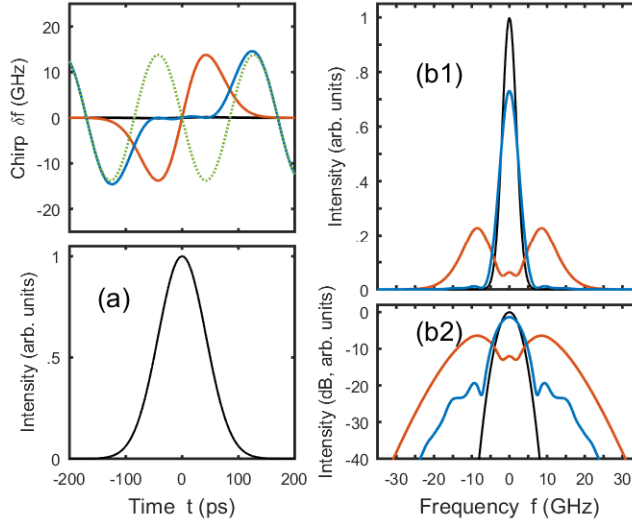 20
10
0
-10
-20
Chirp δf (GHz)
1
.5
0
Intensity (arb. units)
(a)
-200 -100 0 100 200
Time t (ps)
1
.8
.6
.4
.2
0
Intensity (arb. units)
(b1)
0
-10
-20
-30
-40
Intensity (dB, arb. units)
(b2)
-30 -20 -10 0 10 20 30
Frequency f (GHz)